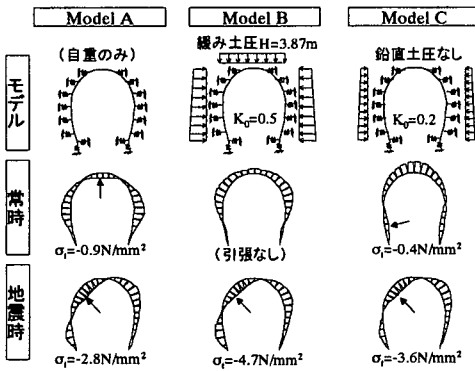 Model A Model B Model C
モデル
(自重のみ) 緩み土圧H=3.87m 鉛直土圧なし
K₀=0.5 K₀=0.2
常時
σₜ=-0.9N/mm² (引張なし) σₜ=-0.4N/mm²
地震時
σₜ=-2.8N/mm² σₜ=-4.7N/mm² σₜ=-3.6N/mm²